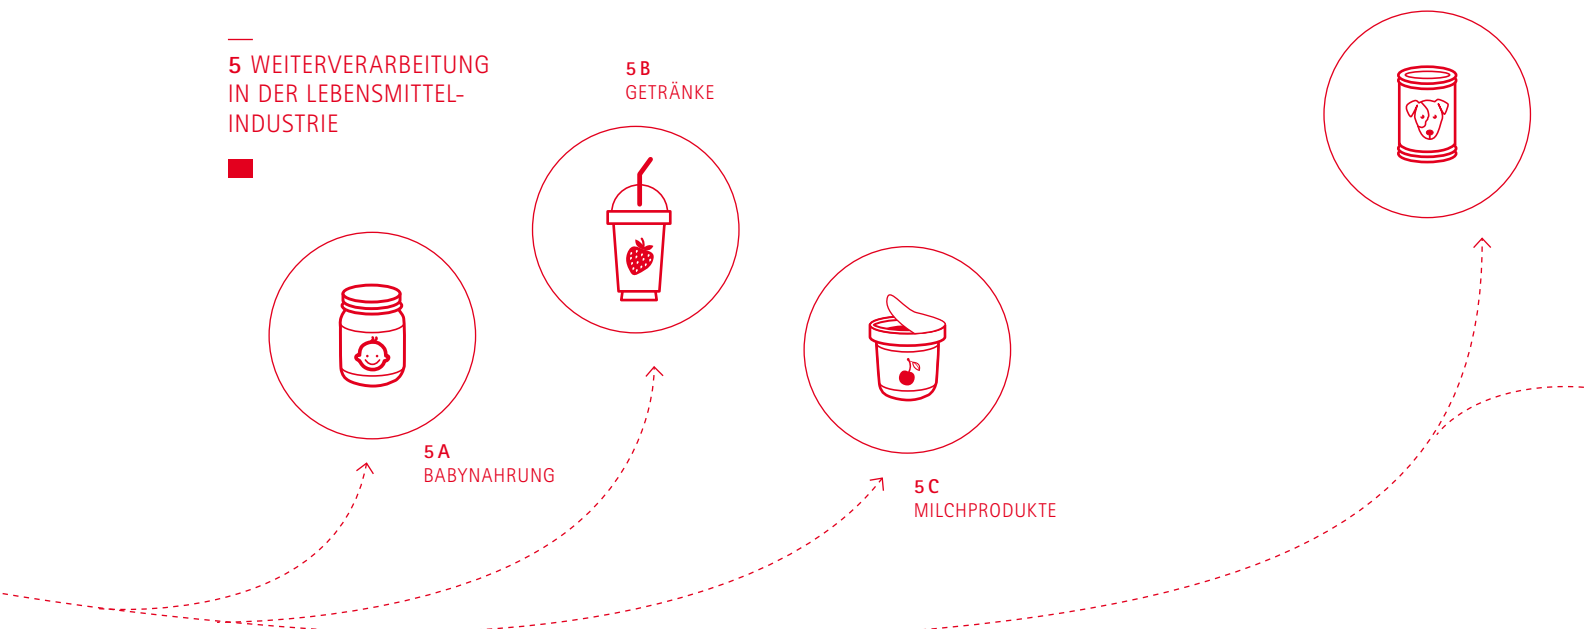 5 WEITERVERARBEITUNG
IN DER LEBENSMITTEL-
INDUSTRIE
5 B
GETRÄNKE
5 A
BABYNAHRUNG
5 C
MILCHPRODUKTE